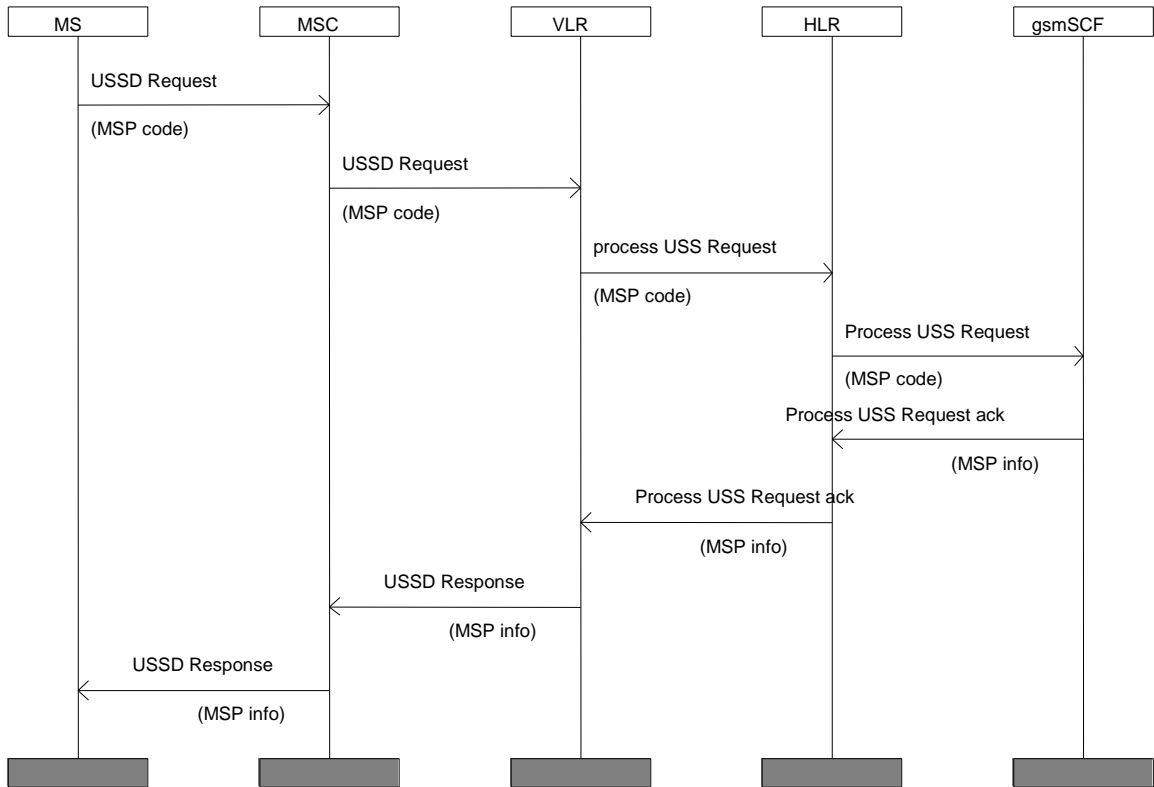 MS
MSC
VLR
HLR
gsmSCF
USSD Request
(MSP code)
USSD Request
(MSP code)
process USS Request
(MSP code)
Process USS Request
(MSP code)
Process USS Request ack
(MSP info)
Process USS Request ack
(MSP info)
USSD Response
(MSP info)
USSD Response
(MSP info)